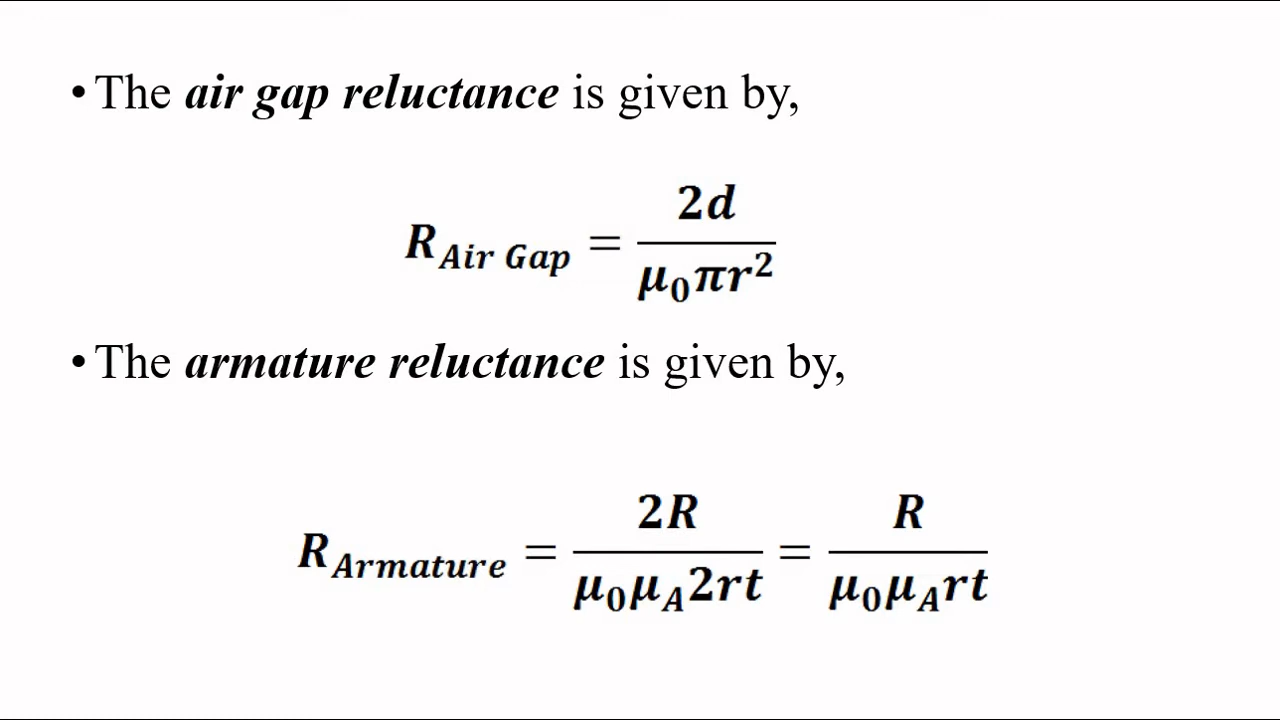 • The air gap reluctance is given by,
R_Air Gap = 2d / μ₀πr²
• The armature reluctance is given by,
R_Armature = 2R / μ₀μ_A2rt = R / μ₀μ_Art